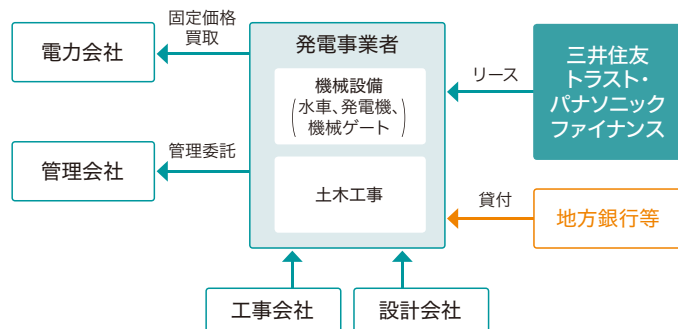 電力会社
固定価格
買取
発電事業者
機械設備
(水車、発電機、
機械ゲート)
リース
三井住友
トラスト・
パナソニック
ファイナンス
管理会社
管理委託
土木工事
貸付
地方銀行等
工事会社
設計会社